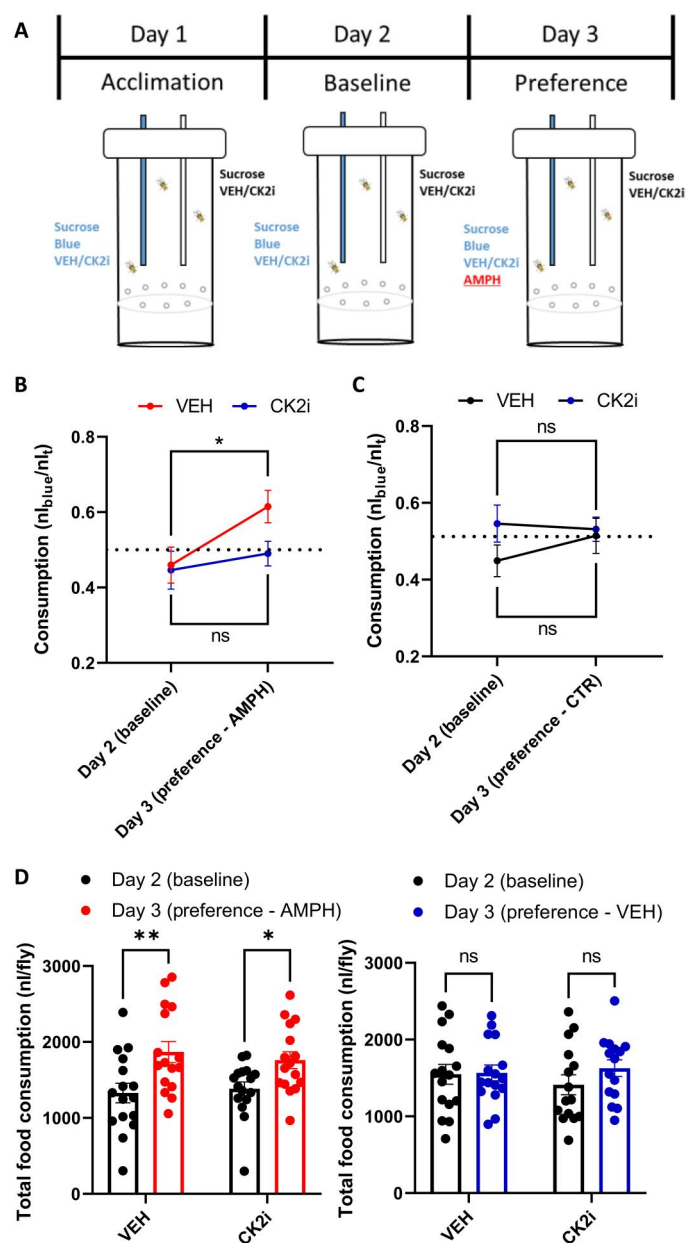 A
Day 1
Day 2
Day 3
Acclimation
Baseline
Preference
Sucrose
VEH/CK2i
Sucrose
Blue
VEH/CK2i
Sucrose
VEH/CK2i
Sucrose
Blue
VEH/CK2i
Sucrose
VEH/CK2i
Sucrose
Blue
VEH/CK2i
AMPH
B
VEH
CK2i
Consumption (nlblue/nlt)
0.8
0.6
0.4
0.2
*
ns
Day 2 (baseline)
Day 3 (preference - AMPH)
C
VEH
CK2i
Consumption (nlblue/nlt)
0.8
0.6
0.4
0.2
ns
ns
Day 2 (baseline)
Day 3 (preference - CTR)
D
Day 2 (baseline)
Day 3 (preference - AMPH)
Total food consumption (nl/fly)
3000
2000
1000
0
**
*
VEH
CK2i
Day 2 (baseline)
Day 3 (preference - VEH)
Total food consumption (nl/fly)
3000
2000
1000
0
ns
ns
VEH
CK2i